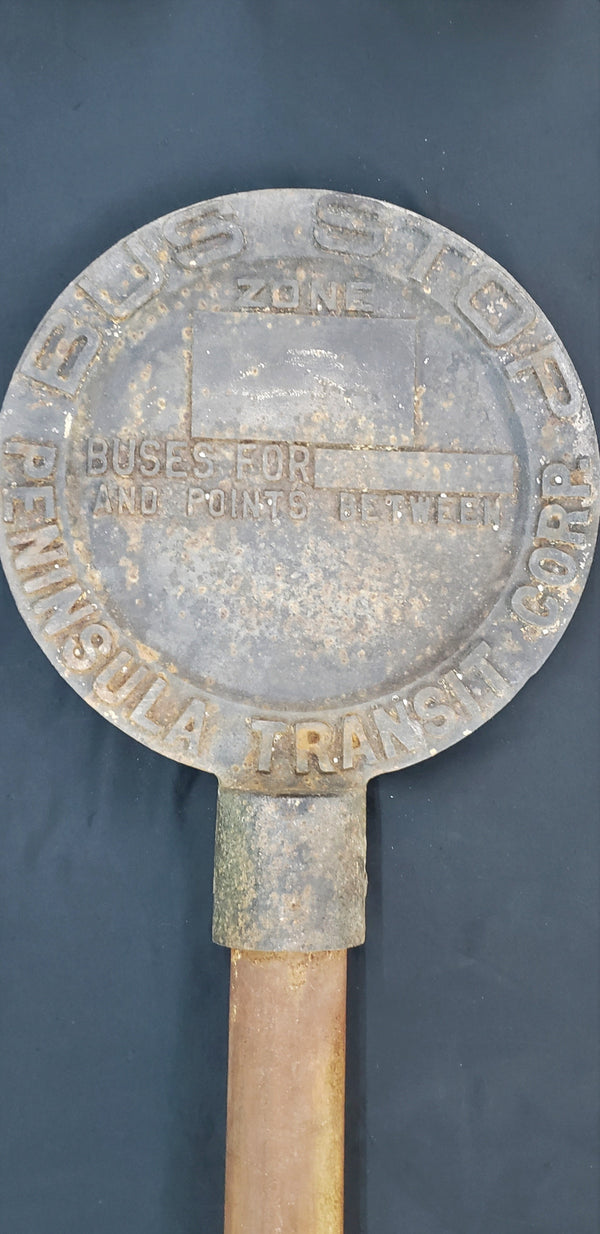 BUS STOP
ZONE
BUSES FOR
AND POINTS BETWEEN
PENINSULA TRANSIT CORP.